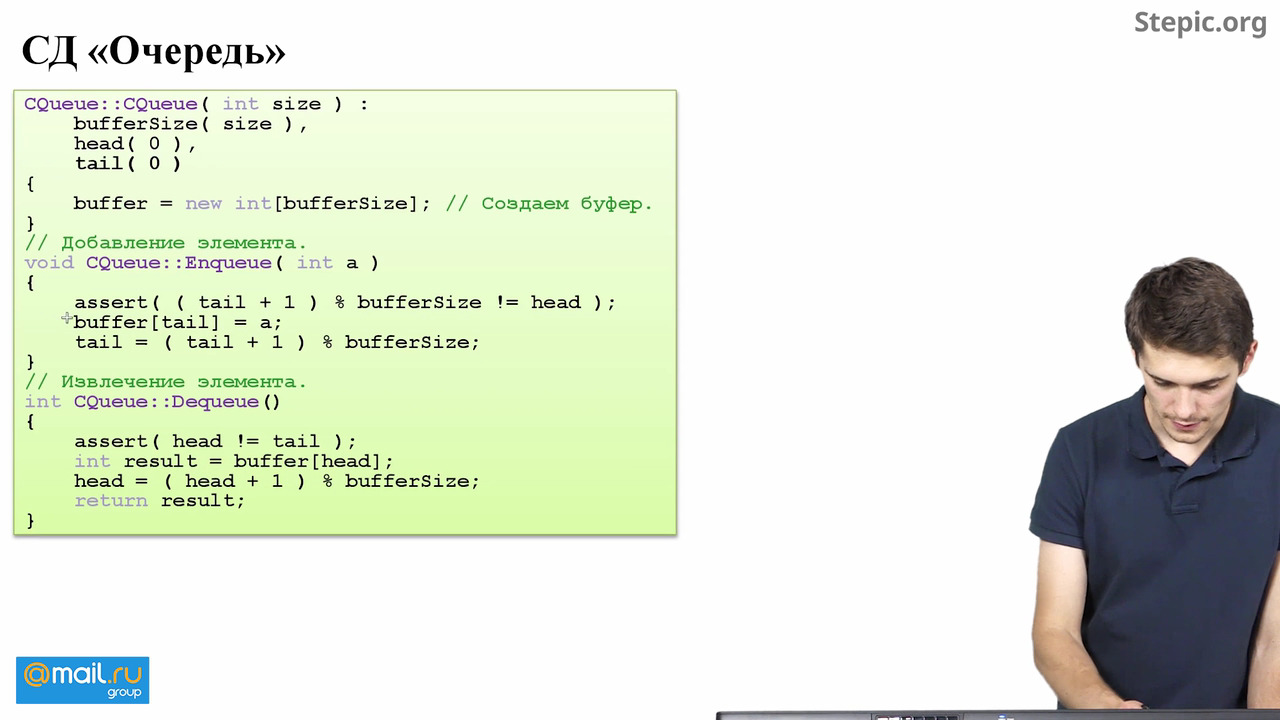 Stepic.org
СД «Очередь»
CQueue::CQueue( int size ) :
bufferSize( size ),
head( 0 ),
tail( 0 )
{
buffer = new int[bufferSize]; // Создаем буфер.
}
// Добавление элемента.
void CQueue::Enqueue( int a )
{
assert( ( tail + 1 ) % bufferSize != head );
buffer[tail] = a;
tail = ( tail + 1 ) % bufferSize;
}
// Извлечение элемента.
int CQueue::Dequeue()
{
assert( head != tail );
int result = buffer[head];
head = ( head + 1 ) % bufferSize;
return result;
}
@mail.ru
group